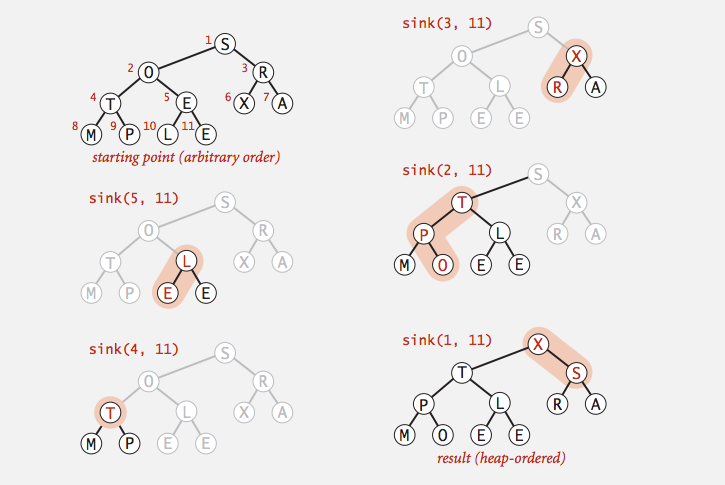 1 S
2 O 3 R
4 T 5 E 6 X 7 A
8 M 9 P 10 L 11 E
starting point (arbitrary order)
sink(5, 11)
S
O R
T L X A
M P E E
sink(4, 11)
S
O R
T L X A
M P E E
sink(3, 11)
S
O X
T L R A
M P E E
sink(2, 11)
S
T X
P L R A
M O E E
sink(1, 11)
X
T S
P L R A
M O E E
result (heap-ordered)